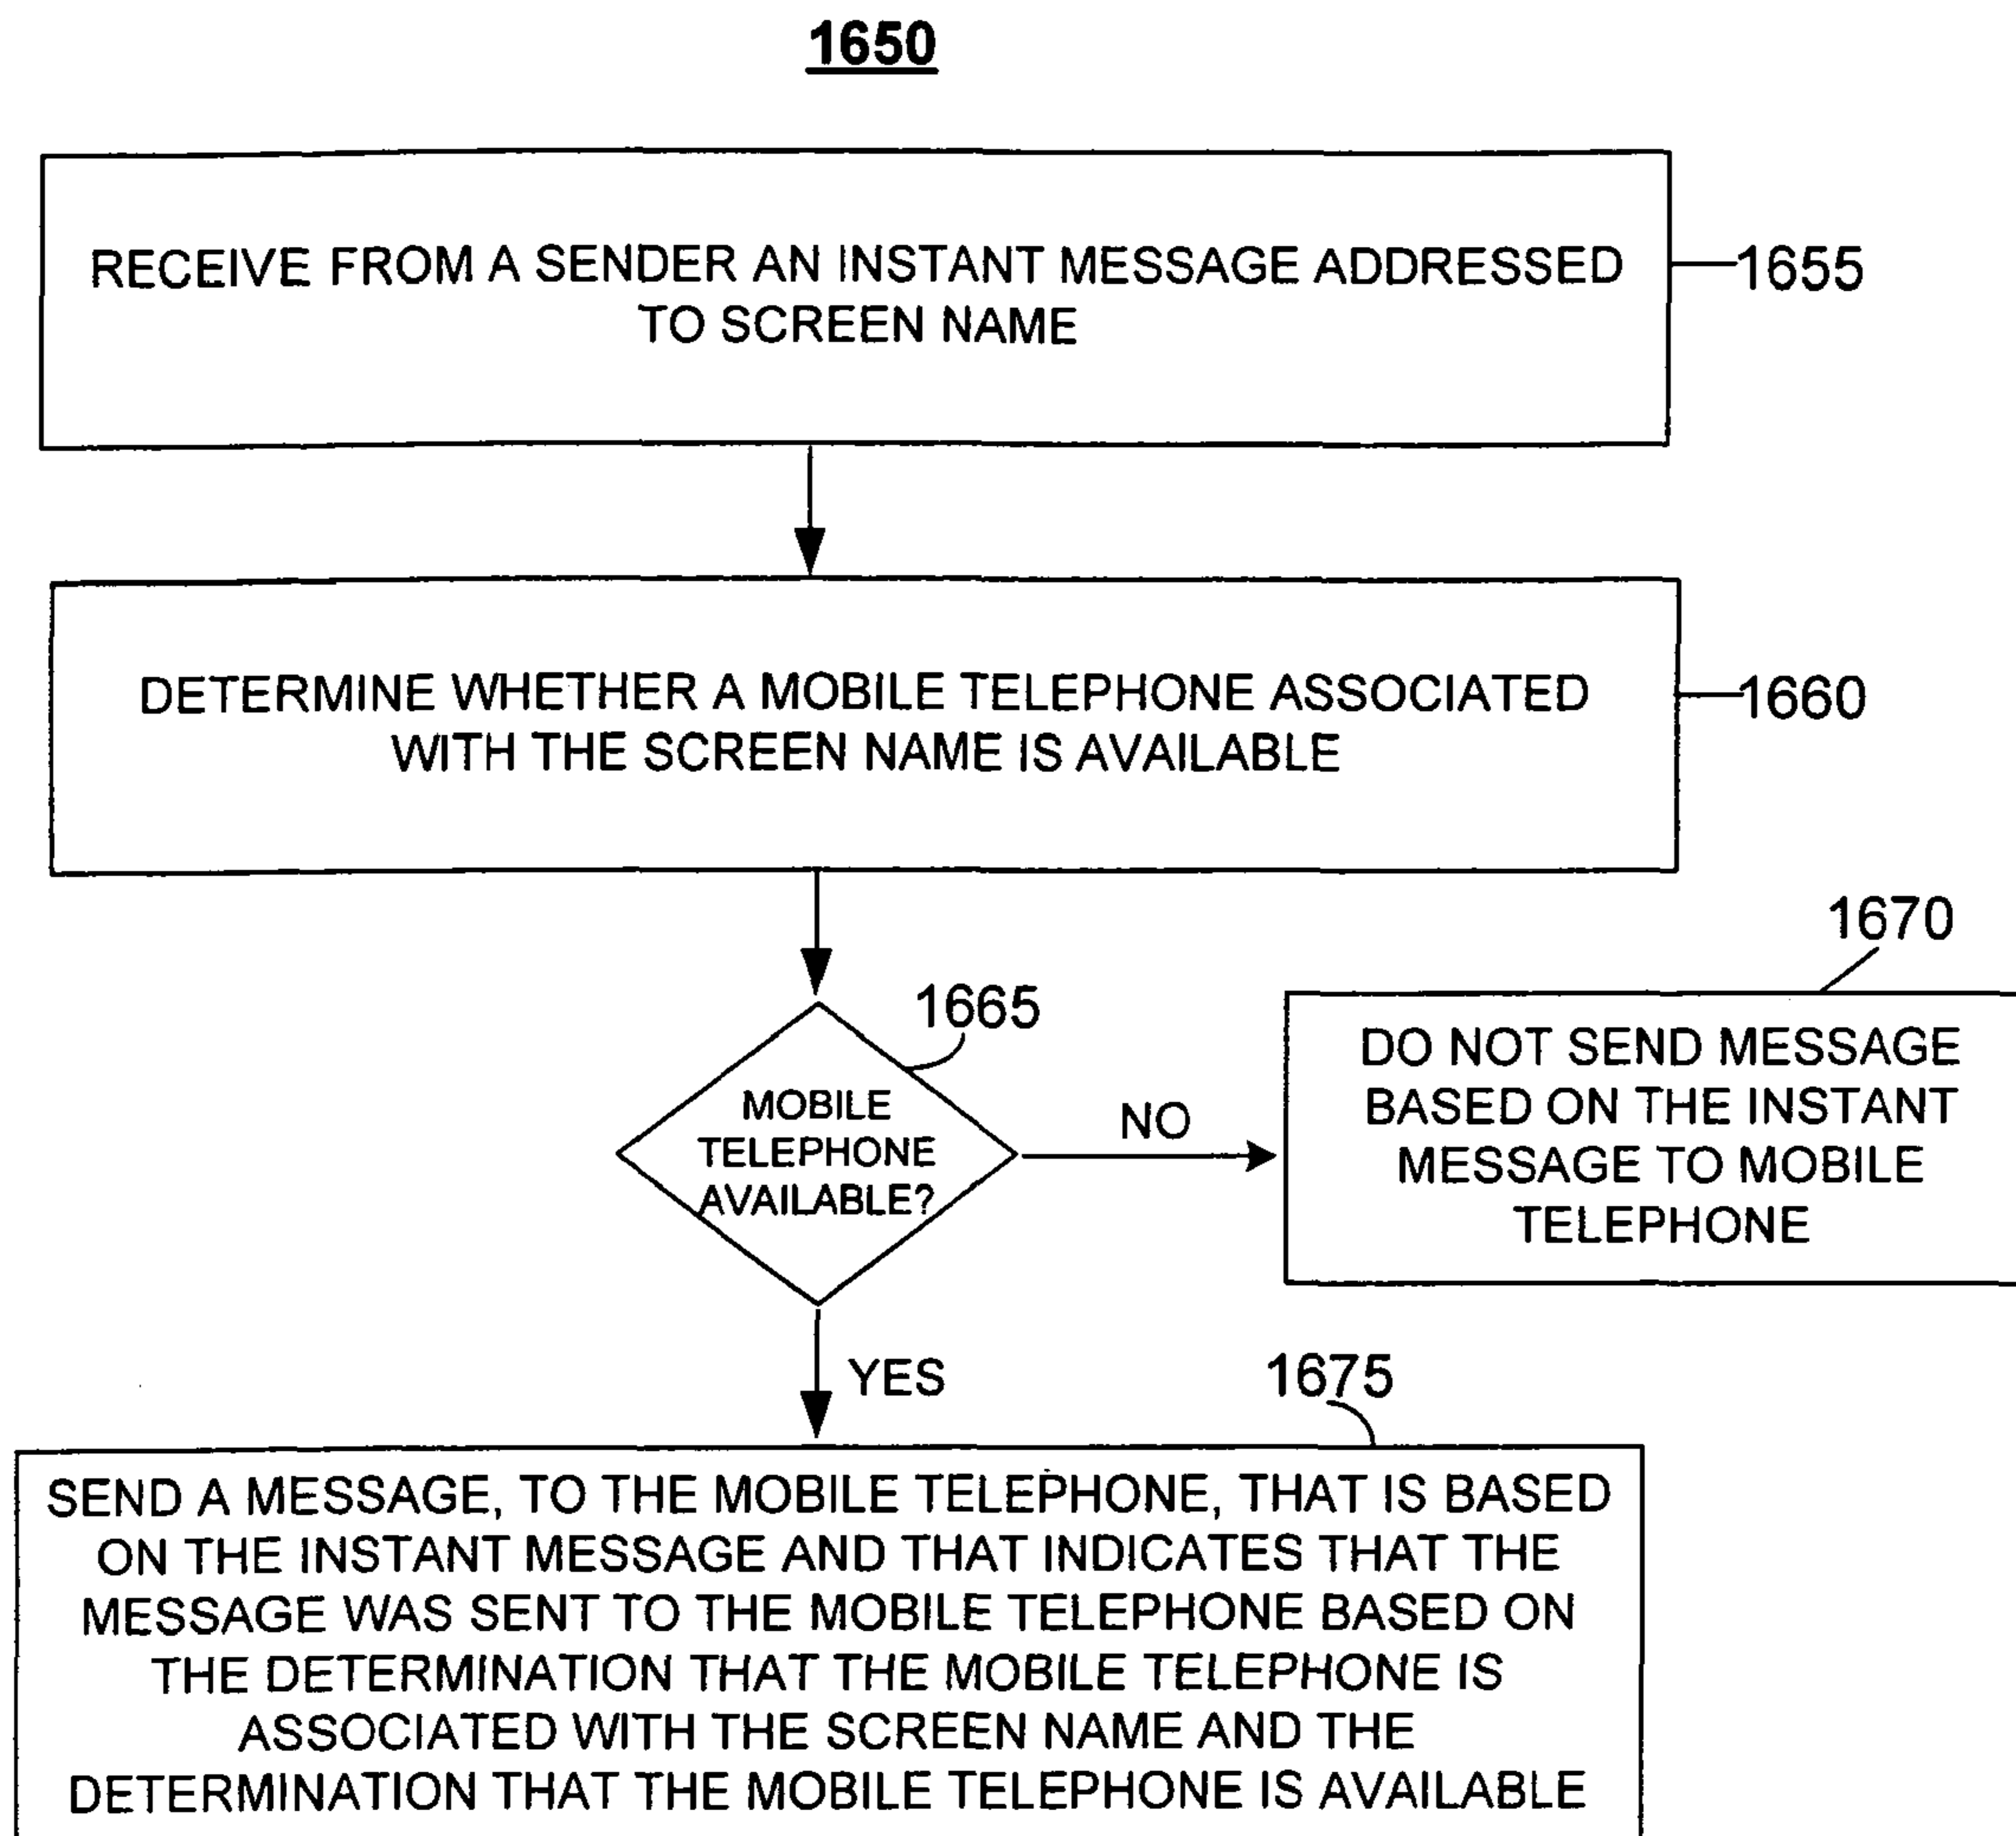 1650
RECEIVE FROM A SENDER AN INSTANT MESSAGE ADDRESSED
TO SCREEN NAME
1655
DETERMINE WHETHER A MOBILE TELEPHONE ASSOCIATED
WITH THE SCREEN NAME IS AVAILABLE
1660
1665
MOBILE
TELEPHONE
AVAILABLE?
NO
1670
DO NOT SEND MESSAGE
BASED ON THE INSTANT
MESSAGE TO MOBILE
TELEPHONE
YES
1675
SEND A MESSAGE, TO THE MOBILE TELEPHONE, THAT IS BASED
ON THE INSTANT MESSAGE AND THAT INDICATES THAT THE
MESSAGE WAS SENT TO THE MOBILE TELEPHONE BASED ON
THE DETERMINATION THAT THE MOBILE TELEPHONE IS
ASSOCIATED WITH THE SCREEN NAME AND THE
DETERMINATION THAT THE MOBILE TELEPHONE IS AVAILABLE